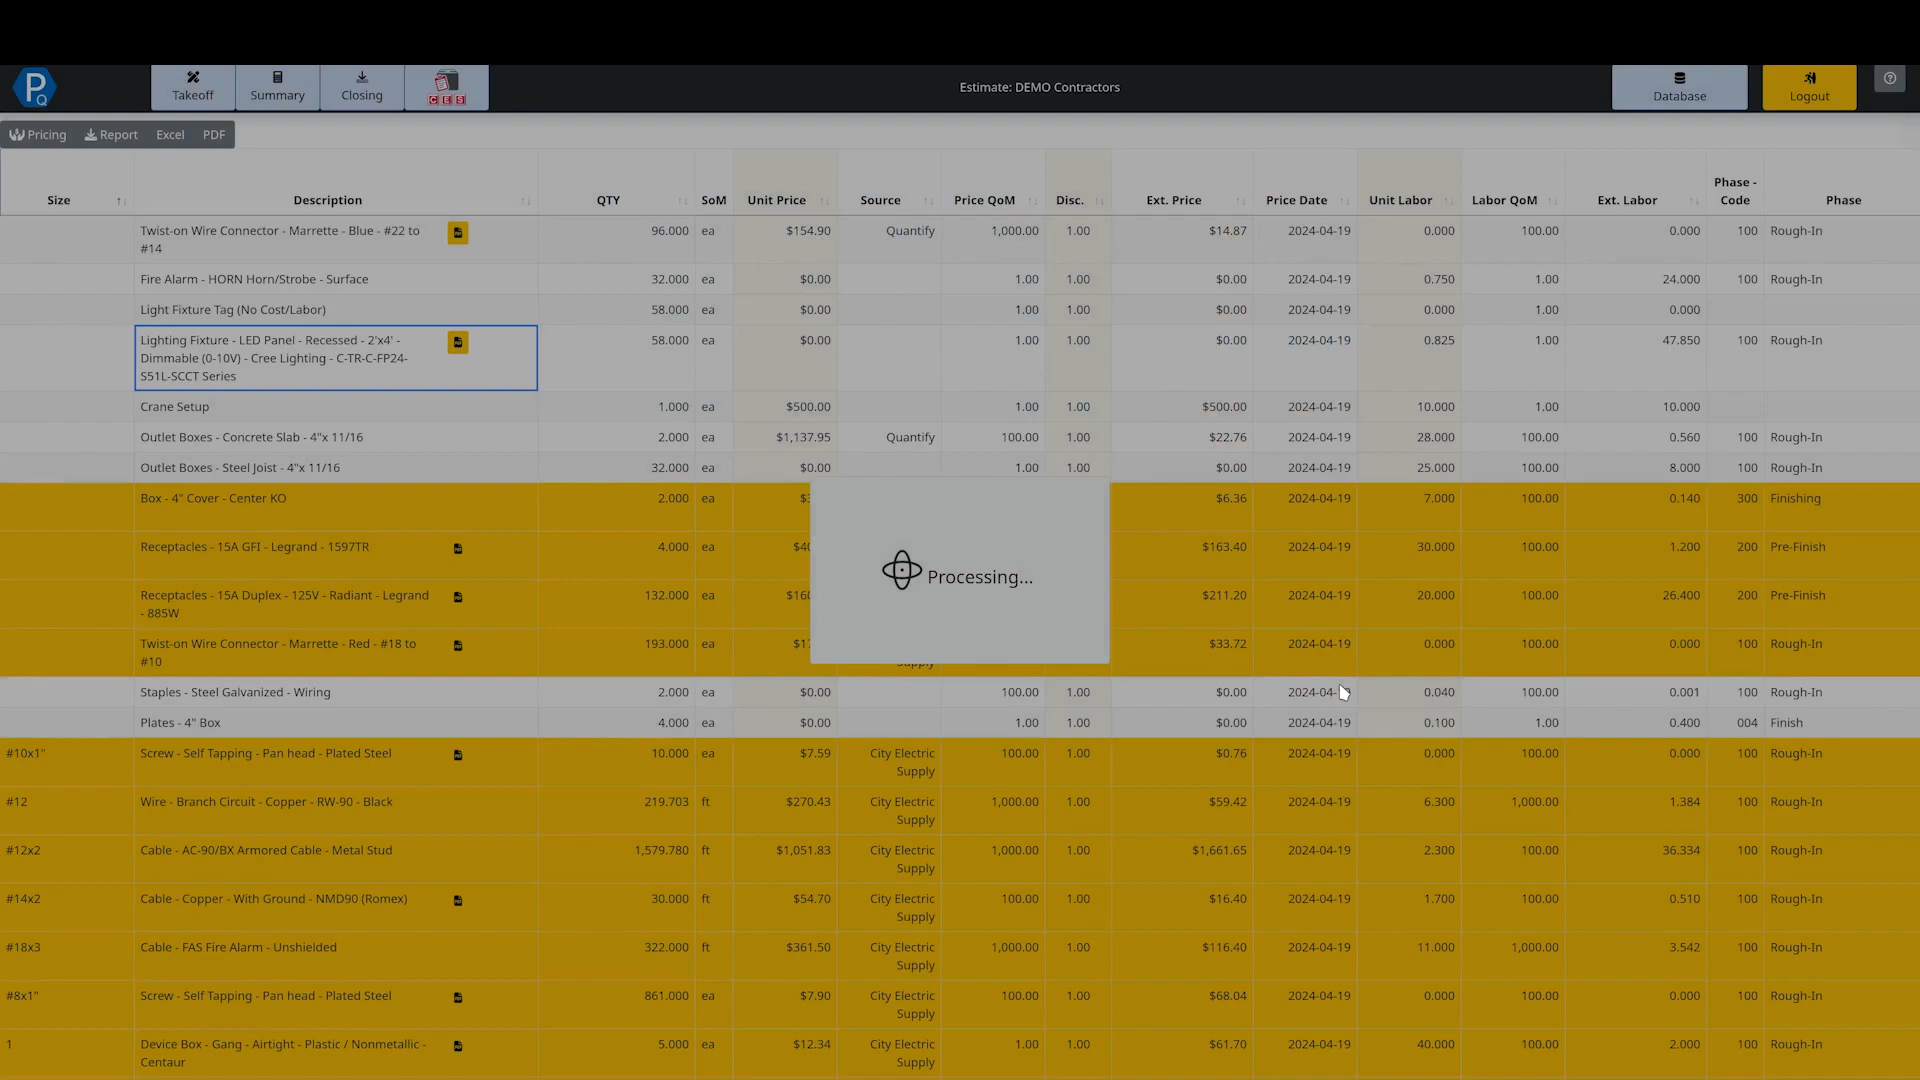 P
Q
Takeoff
Summary
Closing
CES
Estimate: DEMO Contractors
Database
Logout
Pricing Report Excel PDF
Size Description QTY SoM Unit Price Source Price QoM Disc. Ext. Price Price Date Unit Labor Labor QoM Ext. Labor Phase - Code Phase
Twist-on Wire Connector - Marrette - Blue - #22 to 96.000 ea $154.90 Quantify 1,000.00 1.00 $14.87 2024-04-19 0.000 100.00 0.000 100 Rough-In
#14
Fire Alarm - HORN Horn/Strobe - Surface 32.000 ea $0.00 1.00 1.00 $0.00 2024-04-19 0.750 1.00 24.000 100 Rough-In
Light Fixture Tag (No Cost/Labor) 58.000 ea $0.00 1.00 1.00 $0.00 2024-04-19 0.000 1.00 0.000
Lighting Fixture - LED Panel - Recessed - 2'x4' - 58.000 ea $0.00 1.00 1.00 $0.00 2024-04-19 0.825 1.00 47.850 100 Rough-In
Dimmable (0-10V) - Cree Lighting - C-TR-C-FP24-
S51L-SCCT Series
Crane Setup 1.000 ea $500.00 1.00 1.00 $500.00 2024-04-19 10.000 1.00 10.000
Outlet Boxes - Concrete Slab - 4"x 11/16 2.000 ea $1,137.95 Quantify 100.00 1.00 $22.76 2024-04-19 28.000 100.00 0.560 100 Rough-In
Outlet Boxes - Steel Joist - 4"x 11/16 32.000 ea $0.00 1.00 1.00 $0.00 2024-04-19 25.000 100.00 8.000 100 Rough-In
Box - 4" Cover - Center KO 2.000 ea $6.36 2024-04-19 7.000 100.00 0.140 300 Finishing
Receptacles - 15A GFI - Legrand - 1597TR 4.000 ea $40 $163.40 2024-04-19 30.000 100.00 1.200 200 Pre-Finish
Processing...
Receptacles - 15A Duplex - 125V - Radiant - Legrand 132.000 ea $160 $211.20 2024-04-19 20.000 100.00 26.400 200 Pre-Finish
- 885W
Twist-on Wire Connector - Marrette - Red - #18 to 193.000 ea $17 $33.72 2024-04-19 0.000 100.00 0.000 100 Rough-In
#10
Staples - Steel Galvanized - Wiring 2.000 ea $0.00 100.00 1.00 $0.00 2024-04- 0.040 100.00 0.001 100 Rough-In
Plates - 4" Box 4.000 ea $0.00 1.00 1.00 $0.00 2024-04-19 0.100 1.00 0.400 004 Finish
#10x1" Screw - Self Tapping - Pan head - Plated Steel 10.000 ea $7.59 City Electric 100.00 1.00 $0.76 2024-04-19 0.000 100.00 0.000 100 Rough-In
Supply
#12 Wire - Branch Circuit - Copper - RW-90 - Black 219.703 ft $270.43 City Electric 1,000.00 1.00 $59.42 2024-04-19 6.300 1,000.00 1.384 100 Rough-In
Supply
#12x2 Cable - AC-90/BX Armored Cable - Metal Stud 1,579.780 ft $1,051.83 City Electric 1,000.00 1.00 $1,661.65 2024-04-19 2.300 100.00 36.334 100 Rough-In
Supply
#14x2 Cable - Copper - With Ground - NMD90 (Romex) 30.000 ft $54.70 City Electric 100.00 1.00 $16.40 2024-04-19 1.700 100.00 0.510 100 Rough-In
Supply
#18x3 Cable - FAS Fire Alarm - Unshielded 322.000 ft $361.50 City Electric 1,000.00 1.00 $116.40 2024-04-19 11.000 1,000.00 3.542 100 Rough-In
Supply
#8x1" Screw - Self Tapping - Pan head - Plated Steel 861.000 ea $7.90 City Electric 100.00 1.00 $68.04 2024-04-19 0.000 100.00 0.000 100 Rough-In
Supply
1 Device Box - Gang - Airtight - Plastic / Nonmetallic - 5.000 ea $12.34 City Electric 1.00 1.00 $61.70 2024-04-19 40.000 100.00 2.000 100 Rough-In
Centaur Supply